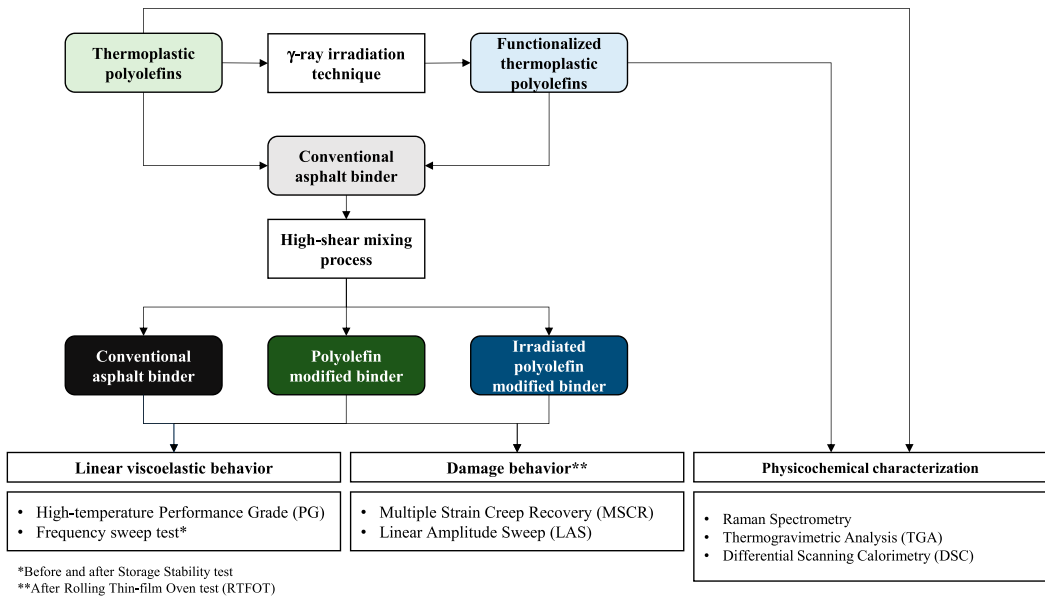 Thermoplastic
polyolefins
γ-ray irradiation
technique
Functionalized
thermoplastic
polyolefins
Conventional
asphalt binder
High-shear mixing
process
Conventional
asphalt binder
Polyolefin
modified binder
Irradiated
polyolefin
modified binder
Linear viscoelastic behavior
Damage behavior**
Physicochemical characterization
• High-temperature Performance Grade (PG)
• Frequency sweep test*
• Multiple Strain Creep Recovery (MSCR)
• Linear Amplitude Sweep (LAS)
• Raman Spectrometry
• Thermogravimetric Analysis (TGA)
• Differential Scanning Calorimetry (DSC)
*Before and after Storage Stability test
**After Rolling Thin-film Oven test (RTFOT)